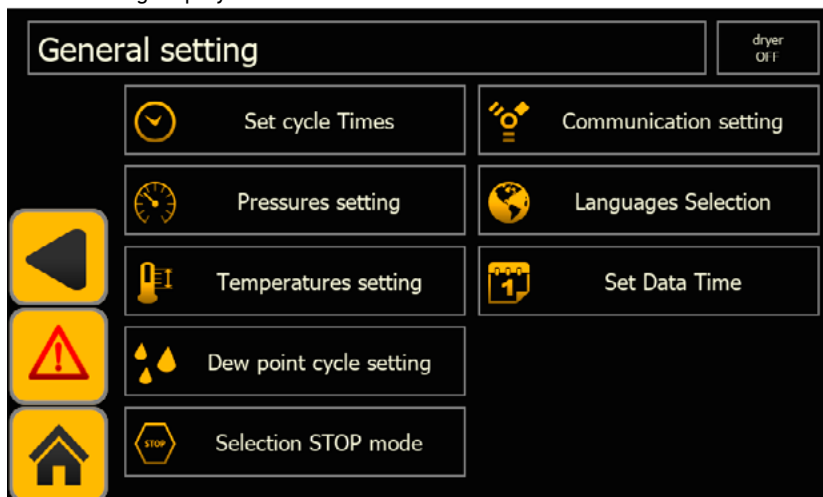 General setting
dryer
OFF
Set cycle Times
Communication setting
Pressures setting
Languages Selection
Temperatures setting
1
Set Data Time
Dew point cycle setting
STOP
Selection STOP mode